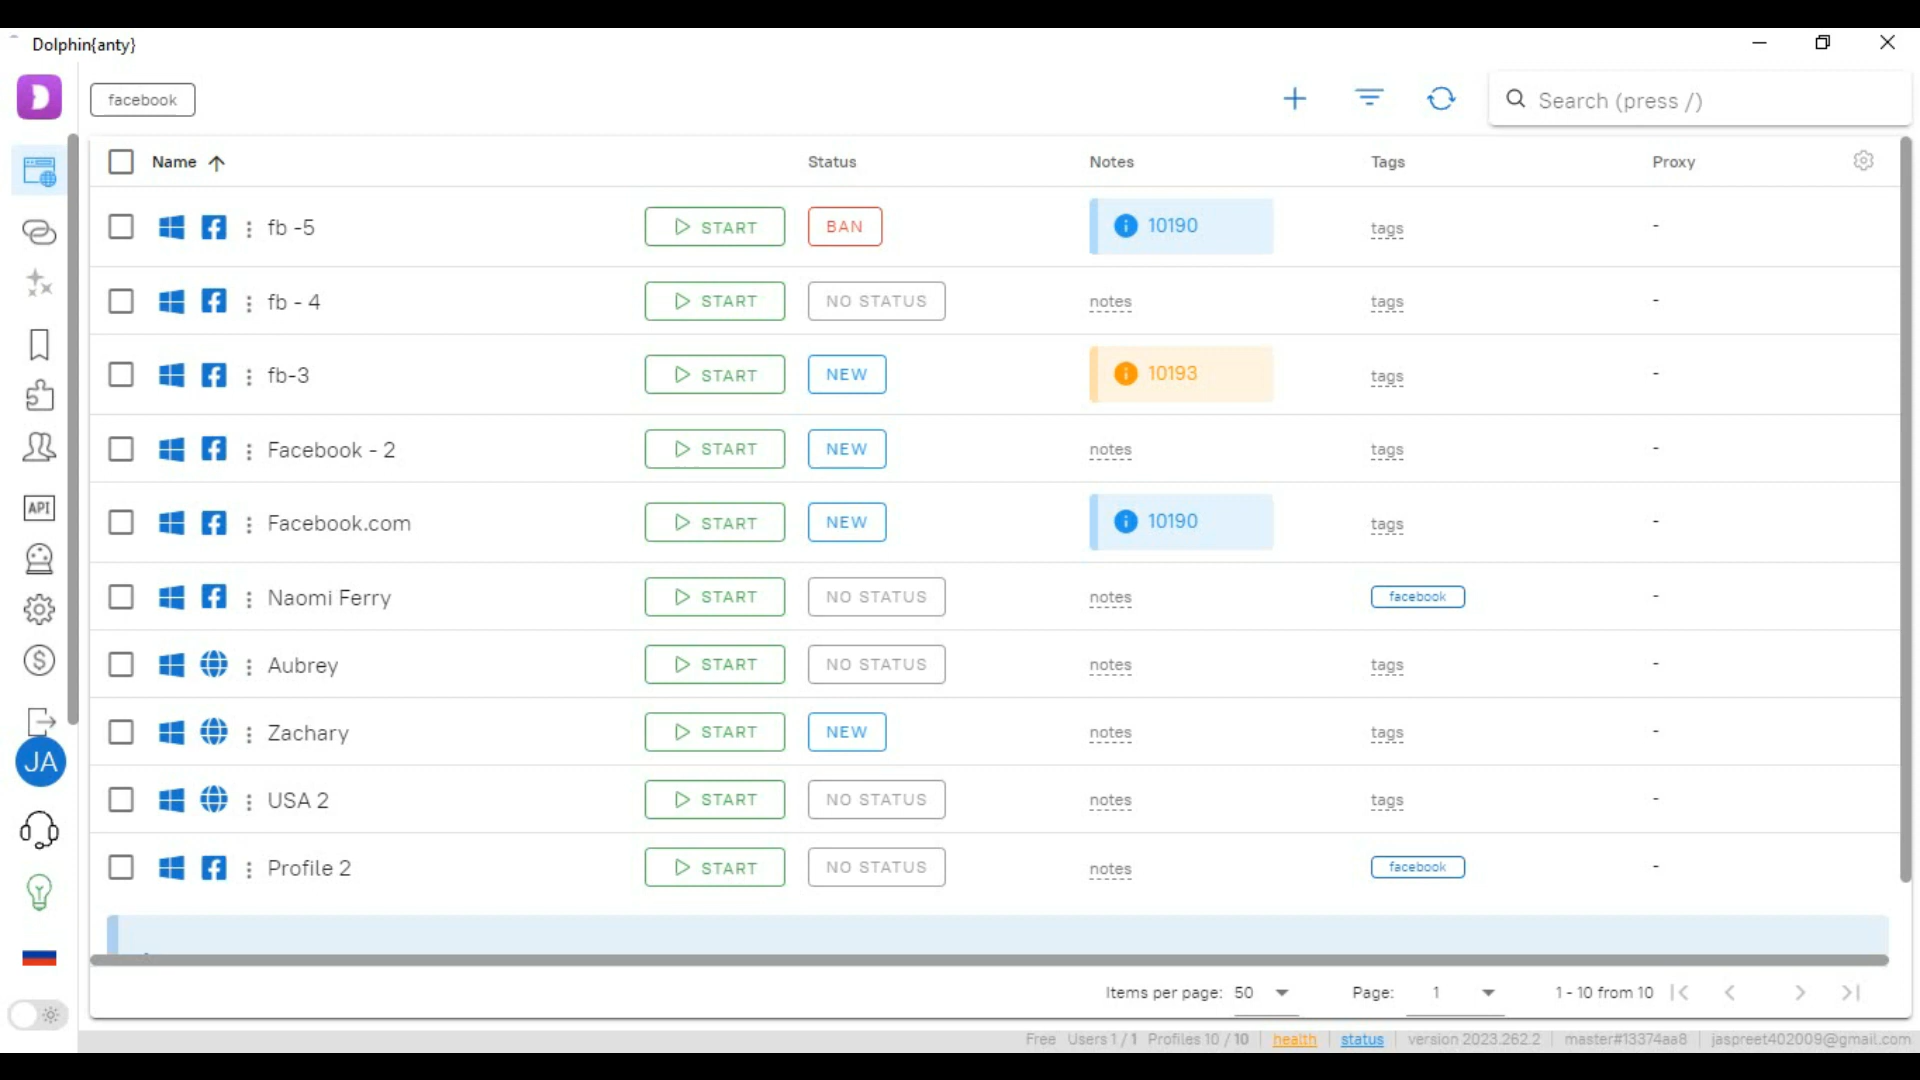 Dolphin{anty}
facebook
Search (press /)
Name Status Notes Tags Proxy
fb -5 START BAN 10190 tags -
fb - 4 START NO STATUS notes tags -
fb-3 START NEW 10193 tags -
Facebook - 2 START NEW notes tags -
Facebook.com START NEW 10190 tags -
Naomi Ferry START NO STATUS notes facebook -
Aubrey START NO STATUS notes tags -
Zachary START NEW notes tags -
USA 2 START NO STATUS notes tags -
Profile 2 START NO STATUS notes facebook -
API
JA
Items per page: 50 Page: 1 1 - 10 from 10
Free Users 1 / 1 Profiles 10 / 10 health status version 2023.262.2 master#13374aa8 jaspreet402009@gmail.com